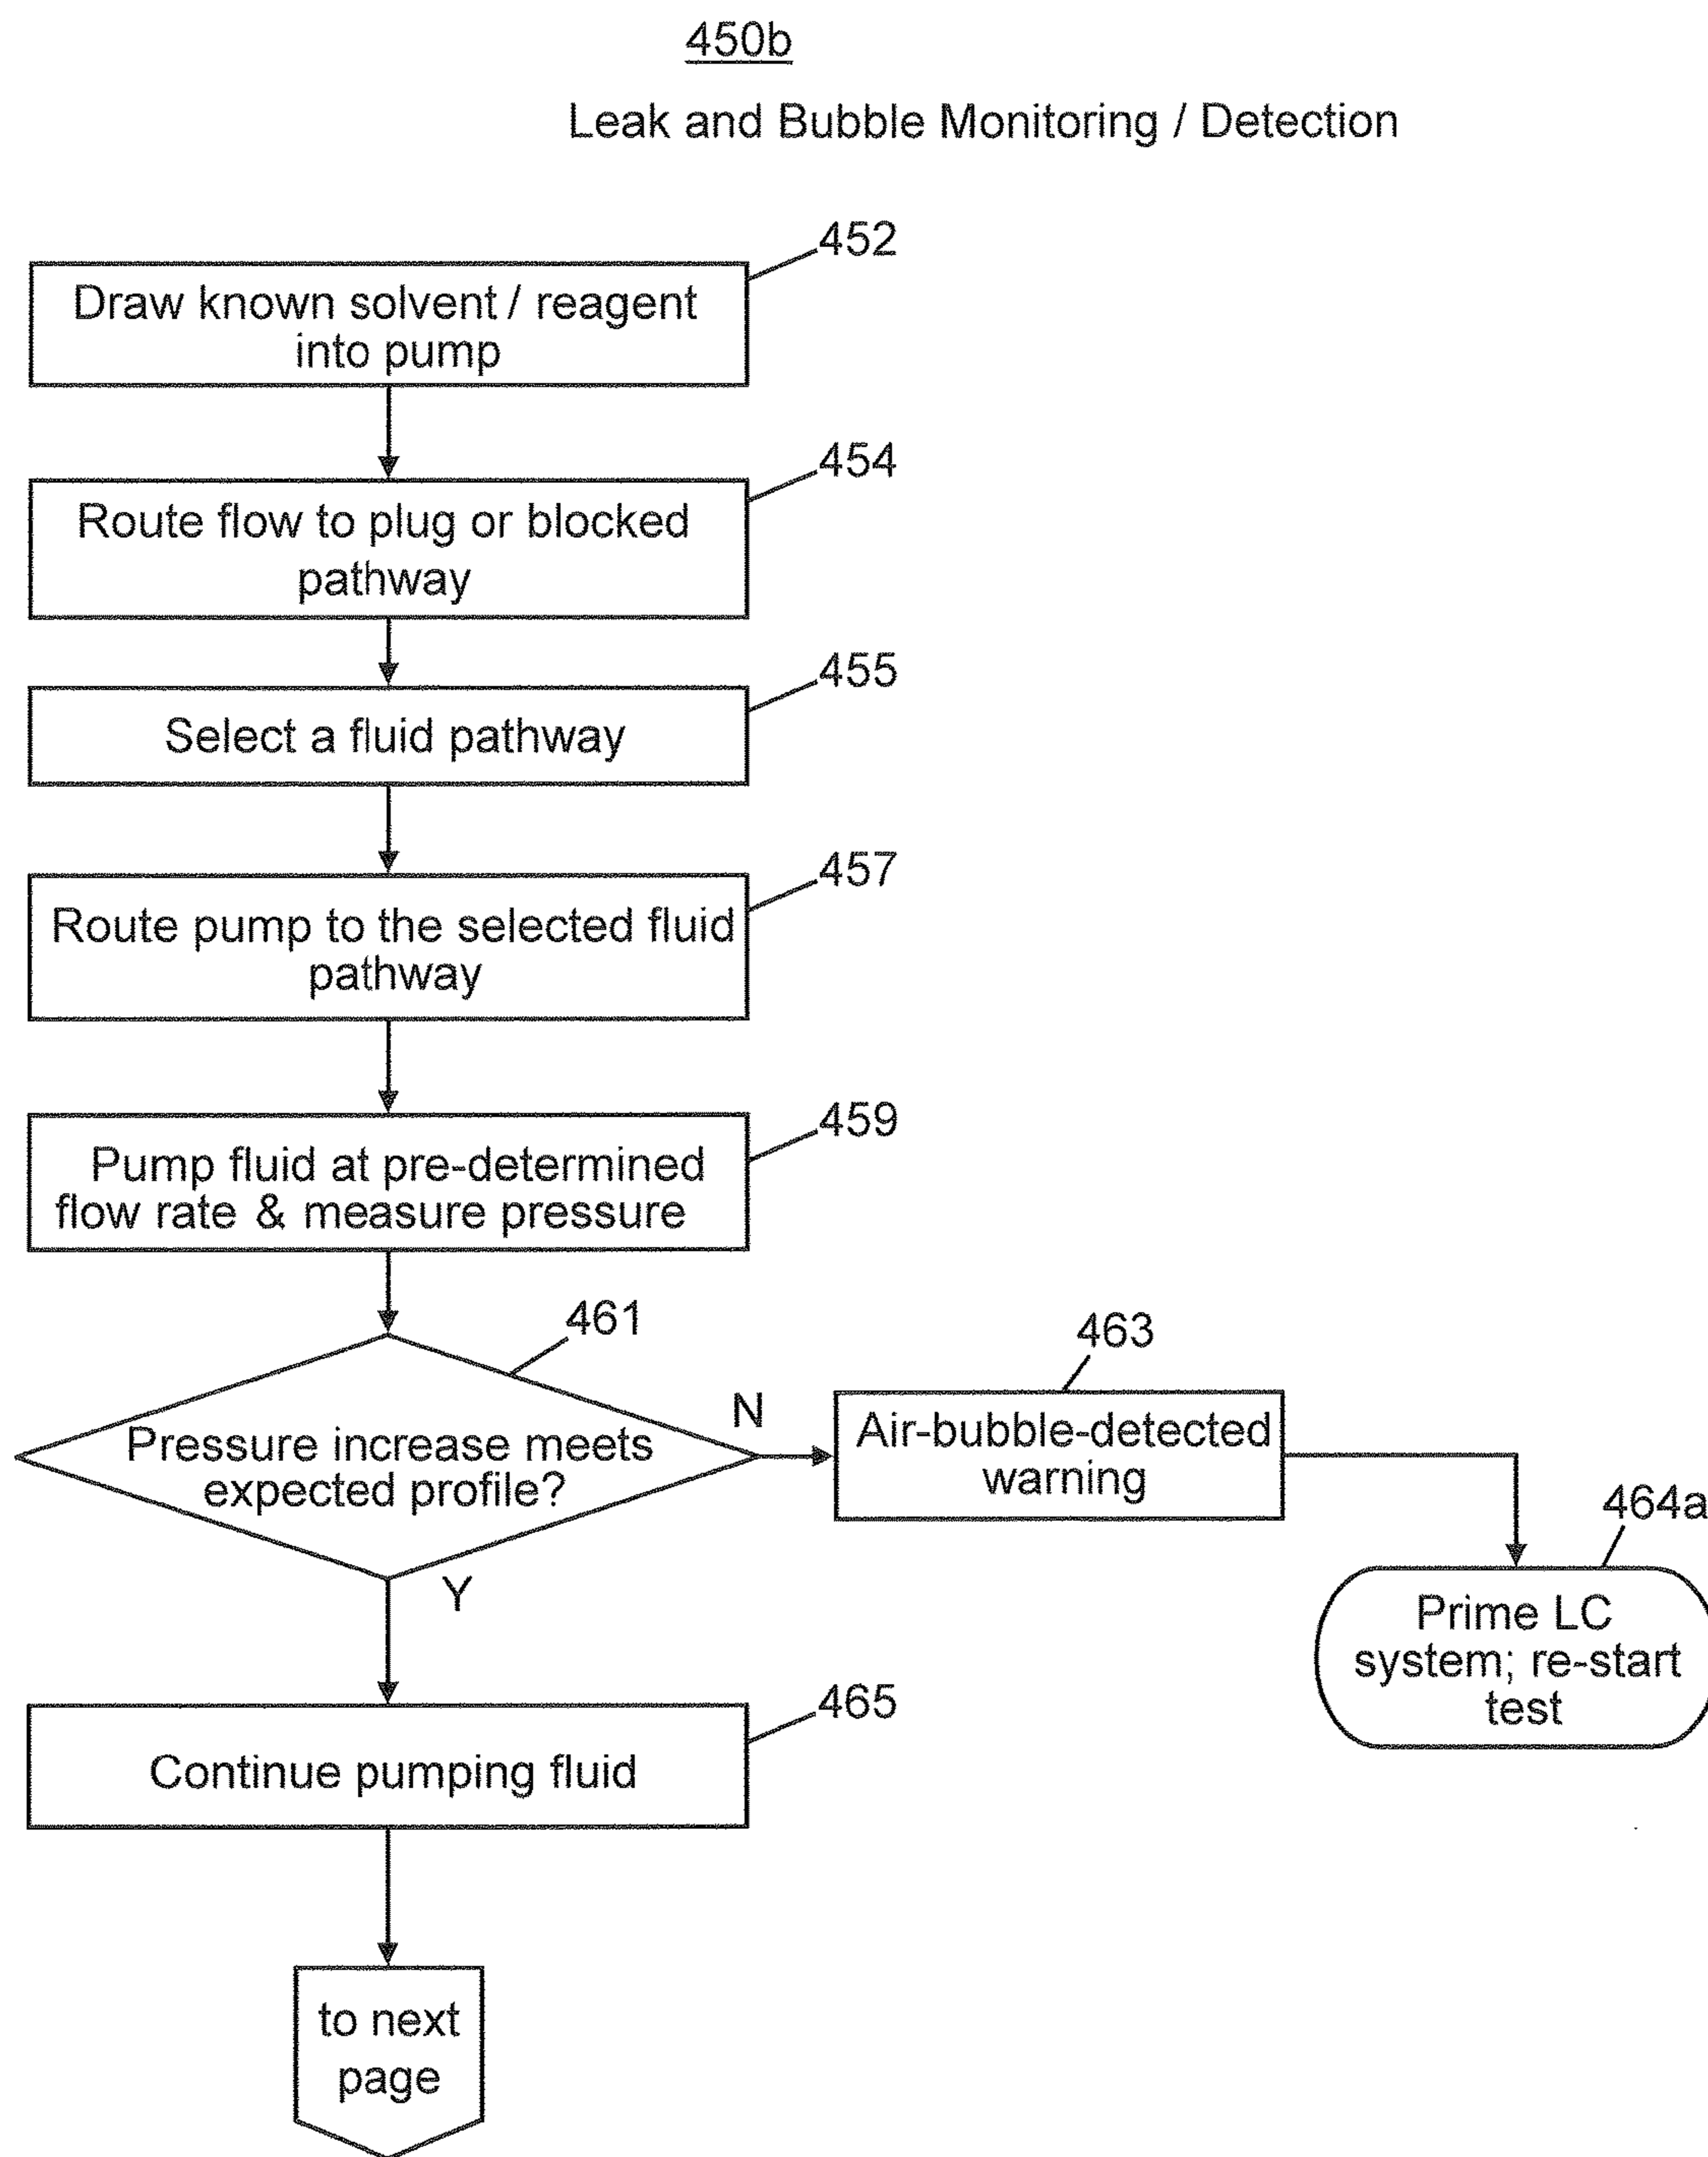 450b
Leak and Bubble Monitoring / Detection
452
Draw known solvent / reagent
into pump
454
Route flow to plug or blocked
pathway
455
Select a fluid pathway
457
Route pump to the selected fluid
pathway
459
Pump fluid at pre-determined
flow rate & measure pressure
461
Pressure increase meets
expected profile?
N
463
Air-bubble-detected
warning
464a
Prime LC
system; re-start
test
Y
465
Continue pumping fluid
to next
page